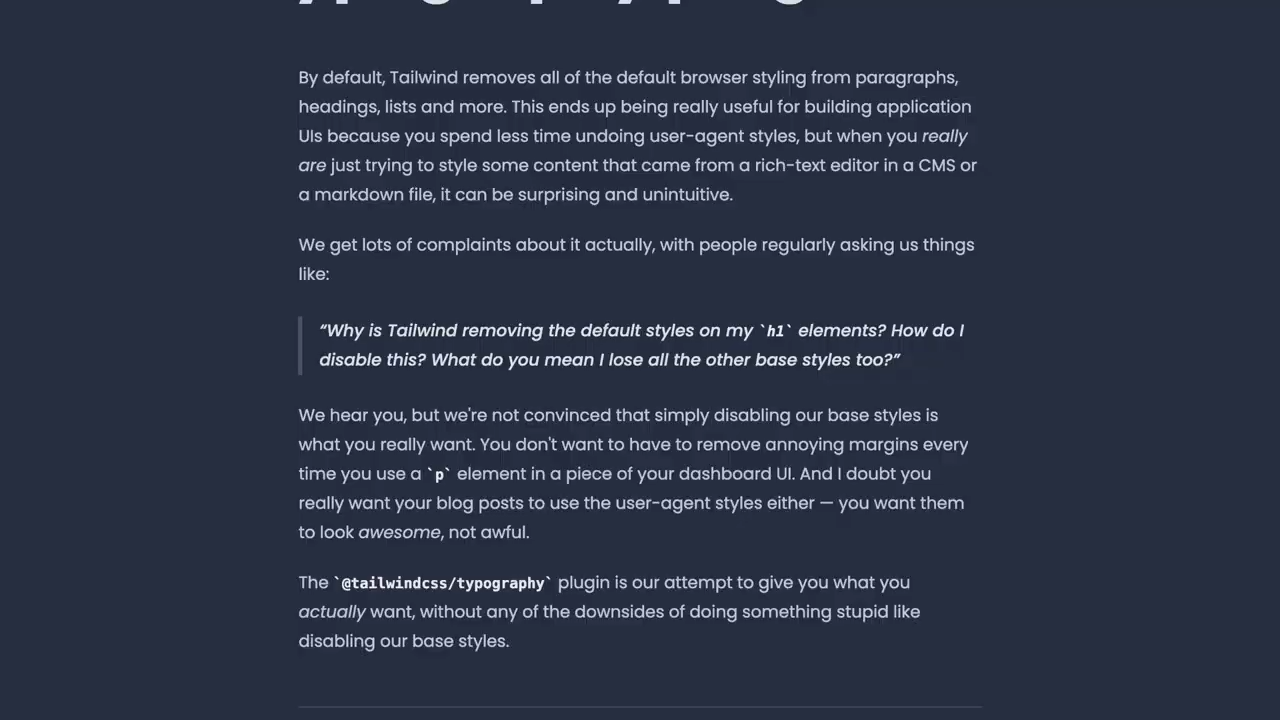 By default, Tailwind removes all of the default browser styling from paragraphs,
headings, lists and more. This ends up being really useful for building application
UIs because you spend less time undoing user-agent styles, but when you really
are just trying to style some content that came from a rich-text editor in a CMS or
a markdown file, it can be surprising and unintuitive.
We get lots of complaints about it actually, with people regularly asking us things
like:
“Why is Tailwind removing the default styles on my `h1` elements? How do I
disable this? What do you mean I lose all the other base styles too?”
We hear you, but we're not convinced that simply disabling our base styles is
what you really want. You don't want to have to remove annoying margins every
time you use a `p` element in a piece of your dashboard UI. And I doubt you
really want your blog posts to use the user-agent styles either — you want them
to look awesome, not awful.
The `@tailwindcss/typography` plugin is our attempt to give you what you
actually want, without any of the downsides of doing something stupid like
disabling our base styles.